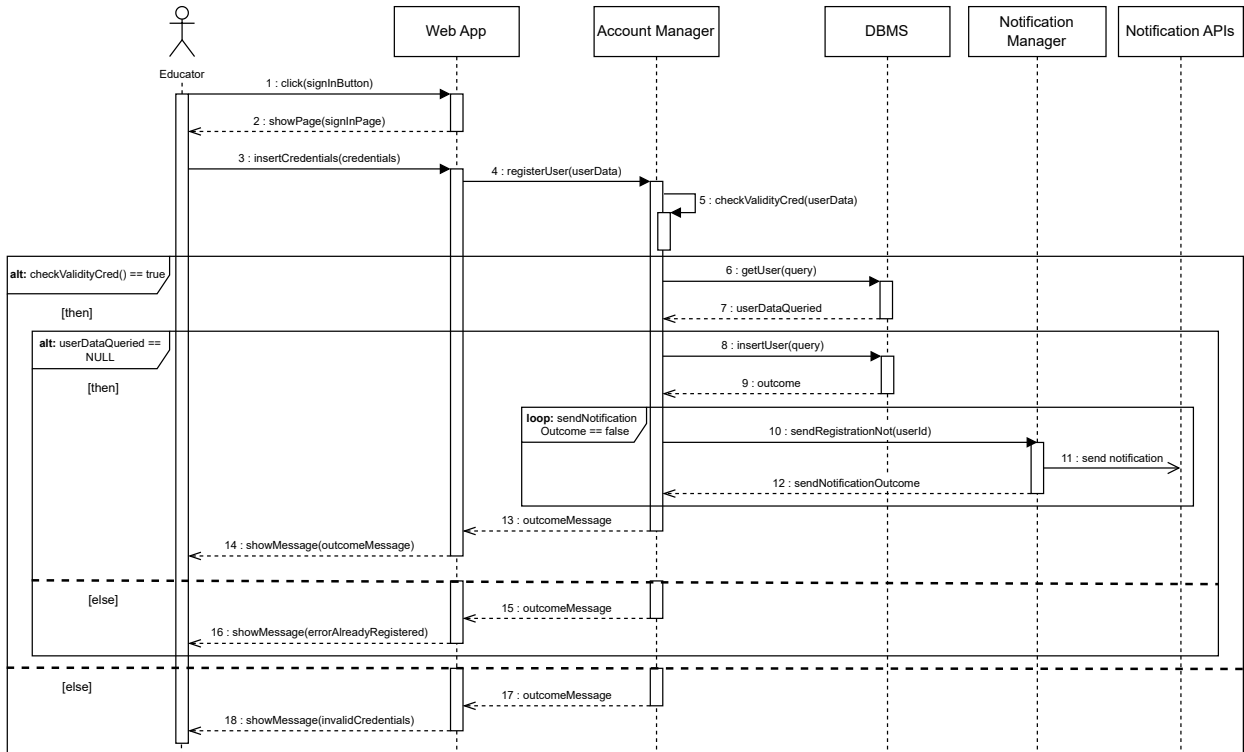 Educator
Web App
Account Manager
DBMS
Notification
Manager
Notification APIs
1 : click(signInButton)
2 : showPage(signInPage)
3 : insertCredentials(credentials)
4 : registerUser(userData)
5 : checkValidityCred(userData)
alt: checkValidityCred() == true
6 : getUser(query)
[then]
7 : userDataQueried
alt: userDataQueried ==
NULL
8 : insertUser(query)
[then]
9 : outcome
loop: sendNotification
Outcome == false
10 : sendRegistrationNot(userId)
11 : send notification
12 : sendNotificationOutcome
13 : outcomeMessage
14 : showMessage(outcomeMessage)
[else]
15 : outcomeMessage
16 : showMessage(errorAlreadyRegistered)
[else]
17 : outcomeMessage
18 : showMessage(invalidCredentials)